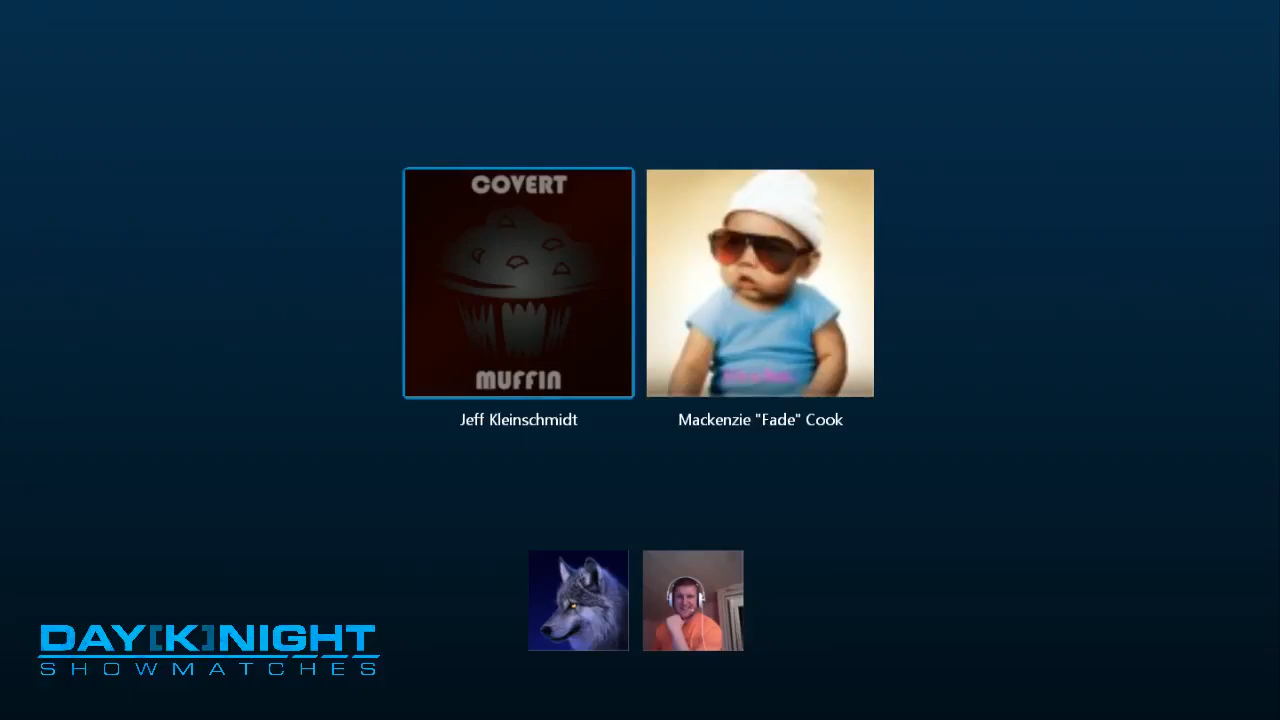 COVERT
MUFFIN
Jeff Kleinschmidt
Mackenzie "Fade" Cook
DAY[K]NIGHT
SHOWMATCHES